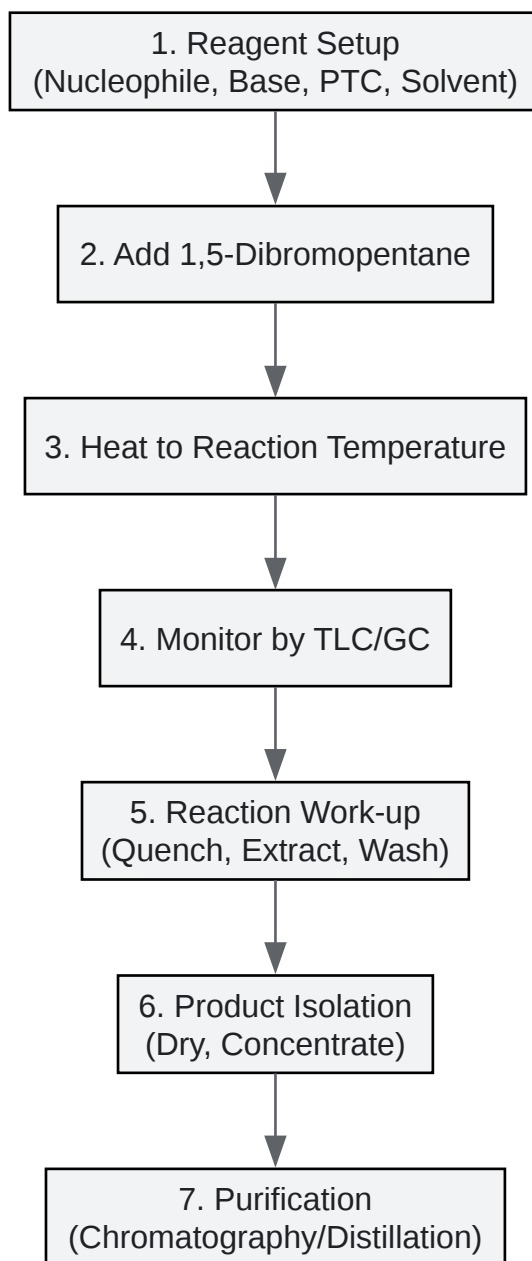 1. Reagent Setup
(Nucleophile, Base, PTC, Solvent)
2. Add 1,5-Dibromopentane
3. Heat to Reaction Temperature
4. Monitor by TLC/GC
5. Reaction Work-up
(Quench, Extract, Wash)
6. Product Isolation
(Dry, Concentrate)
7. Purification
(Chromatography/Distillation)